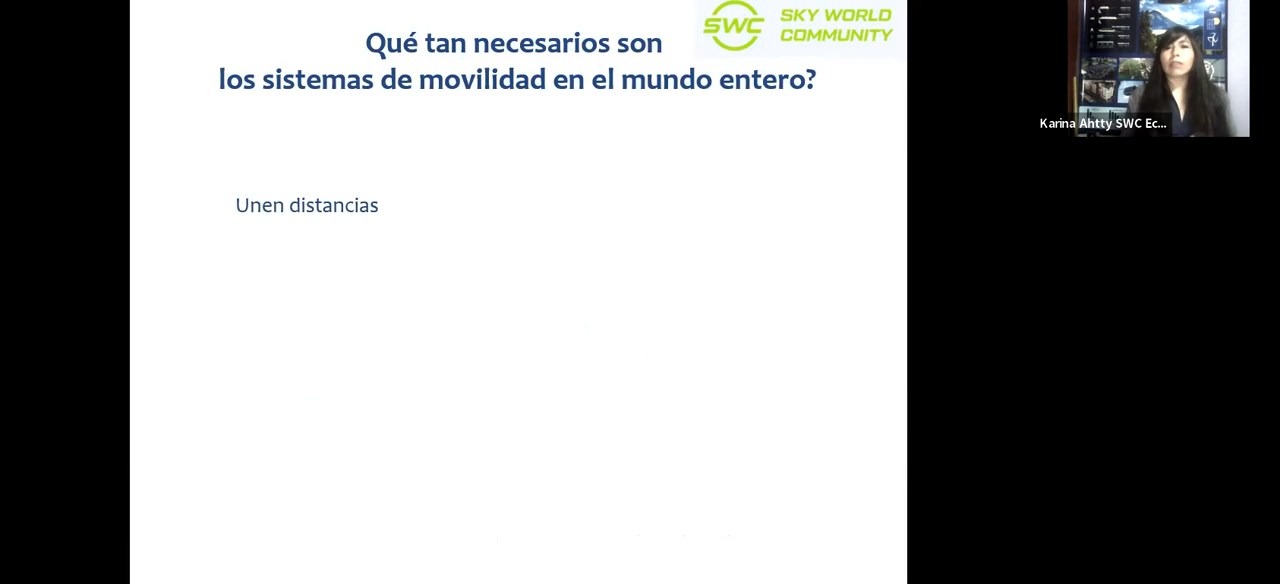 Qué tan necesarios son
los sistemas de movilidad en el mundo entero?
SWC
SKY WORLD
COMMUNITY
Unen distancias
Karina Ahtty SWC Ec...